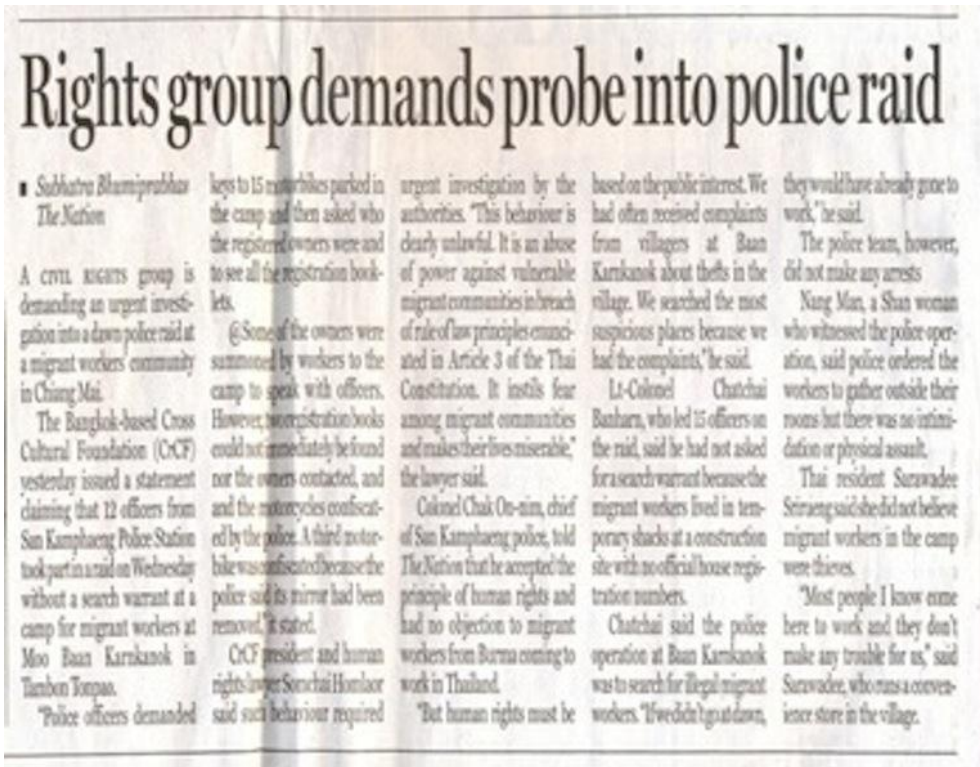 Rights group demands probe into police raid
■ Subhatra Bhumiprabhas
The Nation
A CIVIL RIGHTS group is
demanding an urgent investi-
gation into a dawn police raid at
a migrant workers' community
in Chiang Mai.
The Bangkok-based Cross
Cultural Foundation (CrCF)
yesterday issued a statement
claiming that 12 officers from
San Kamphaeng Police Station
took part in a raid on Wednesday
without a search warrant at a
camp for migrant workers at
Moo Baan Karnkanok in
Tambon Tonpao.
"Police officers demanded
keys to 15 motorbikes parked in
the camp and then asked who
the registered owners were and
to see all the registration book-
lets.
@Some of the owners were
summoned by workers to the
camp to speak with officers.
However, two registration books
could not immediately be found
nor the owners contacted, and
and the motorcycles confiscat-
ed by the police. A third motor-
bike was confiscated because the
police said its mirror had been
removed," it stated.
CrCF president and human
rights lawyer Somchai Homlaor
said such behaviour required
urgent investigation by the
authorities. "This behaviour is
clearly unlawful. It is an abuse
of power against vulnerable
migrant communities in breach
of rule of law principles enunci-
ated in Article 3 of the Thai
Constitution. It instils fear
among migrant communities
and makes their lives miserable,"
the lawyer said.
Colonel Chak On-nim, chief
of San Kamphaeng police, told
The Nation that he accepted the
principle of human rights and
had no objection to migrant
workers from Burma coming to
work in Thailand.
"But human rights must be
based on the public interest. We
had often received complaints
from villagers at Baan
Karnkanok about thefts in the
village. We searched the most
suspicious places because we
had the complaints," he said.
Lt-Colonel Chatchai
Banharn, who led 15 officers on
the raid, said he had not asked
for a search warrant because the
migrant workers lived in tem-
porary shacks at a construction
site with no official house regis-
tration numbers.
Chatchai said the police
operation at Baan Karnkanok
was to search for illegal migrant
workers. "If we didn't go at dawn,
they would have already gone to
work," he said.
The police team, however,
did not make any arrests
Nang Man, a Shan woman
who witnessed the police oper-
ation, said police ordered the
workers to gather outside their
rooms but there was no intimi-
dation or physical assault.
Thai resident Sarawadee
Sriraeng said she did not believe
migrant workers in the camp
were thieves.
"Most people I know come
here to work and they don't
make any trouble for us," said
Sarawadee, who runs a conven-
ience store in the village.